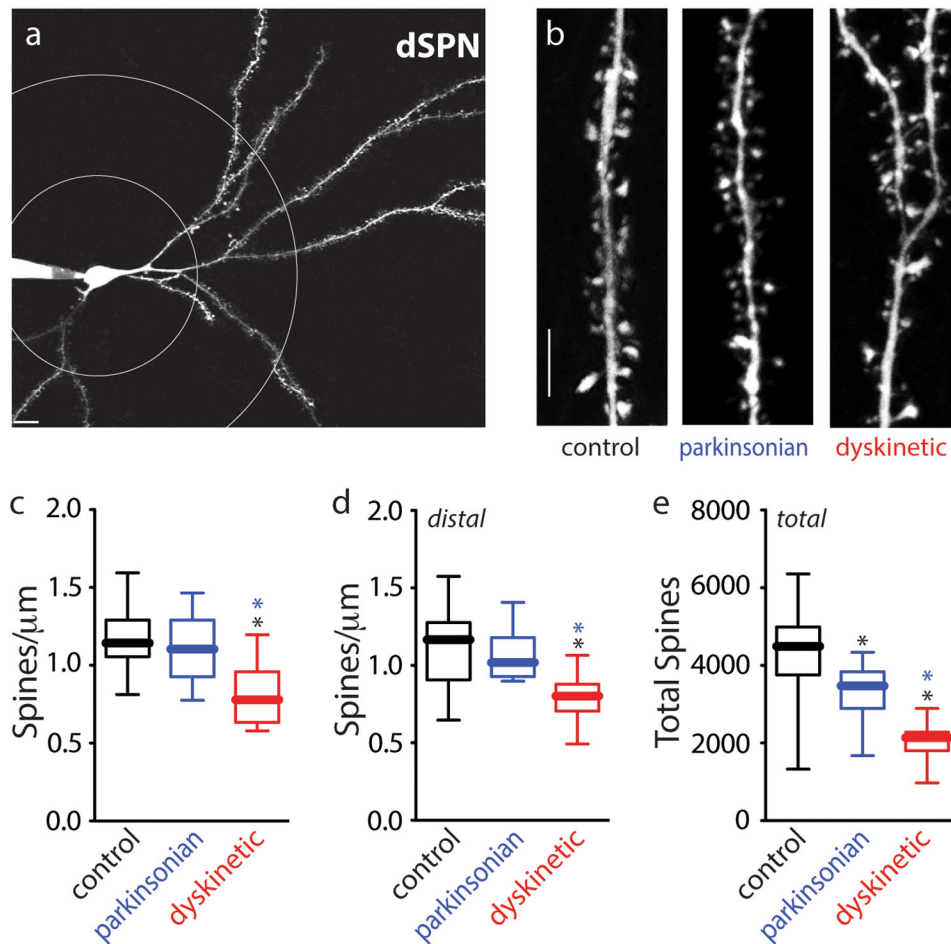 a
dSPN
b
control
parkinsonian
dyskinetic
c
Spines/μm
2.0
1.5
1.0
0.5
0.0
*
*
control
parkinsonian
dyskinetic
d
distal
Spines/μm
2.0
1.5
1.0
0.5
0.0
*
*
control
parkinsonian
dyskinetic
e
total
Total Spines
8000
6000
4000
2000
0
*
*
*
control
parkinsonian
dyskinetic